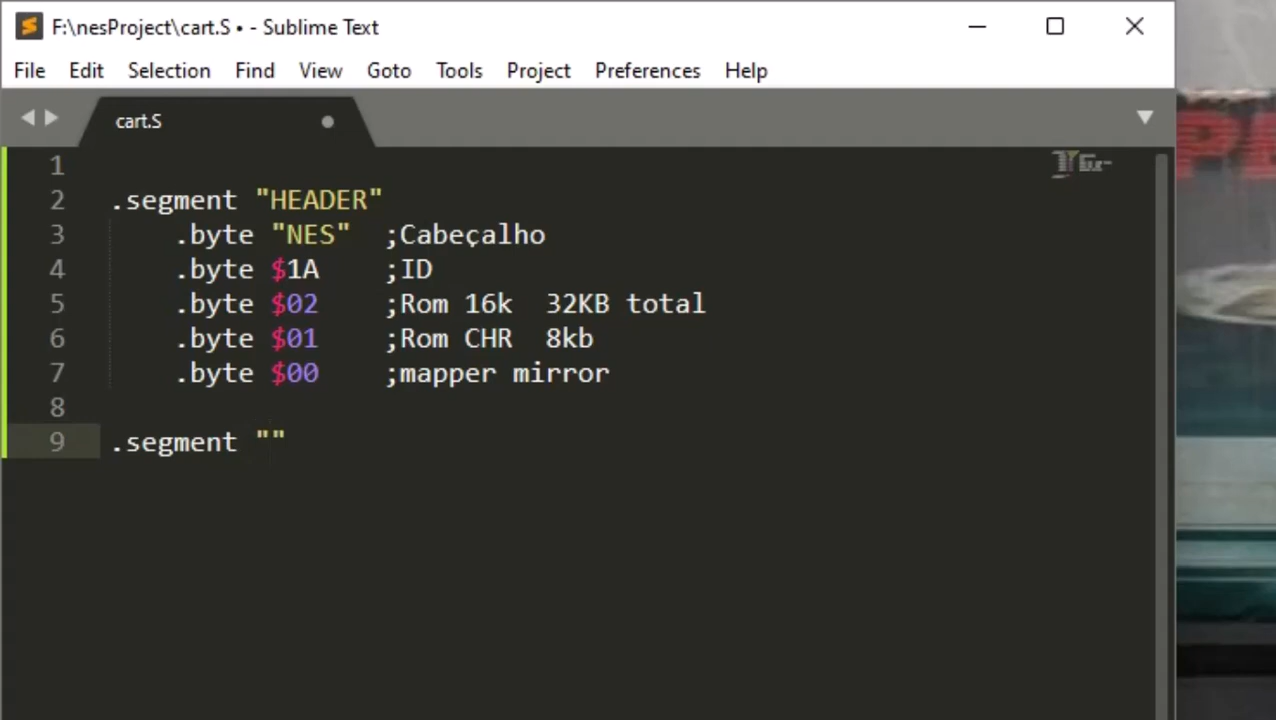 F:\nesProject\cart.S • - Sublime Text
File Edit Selection Find View Goto Tools Project Preferences Help
cart.S
1
2 .segment "HEADER"
3 .byte "NES" ;Cabeçalho
4 .byte $1A ;ID
5 .byte $02 ;Rom 16k 32KB total
6 .byte $01 ;Rom CHR 8kb
7 .byte $00 ;mapper mirror
8
9 .segment ""